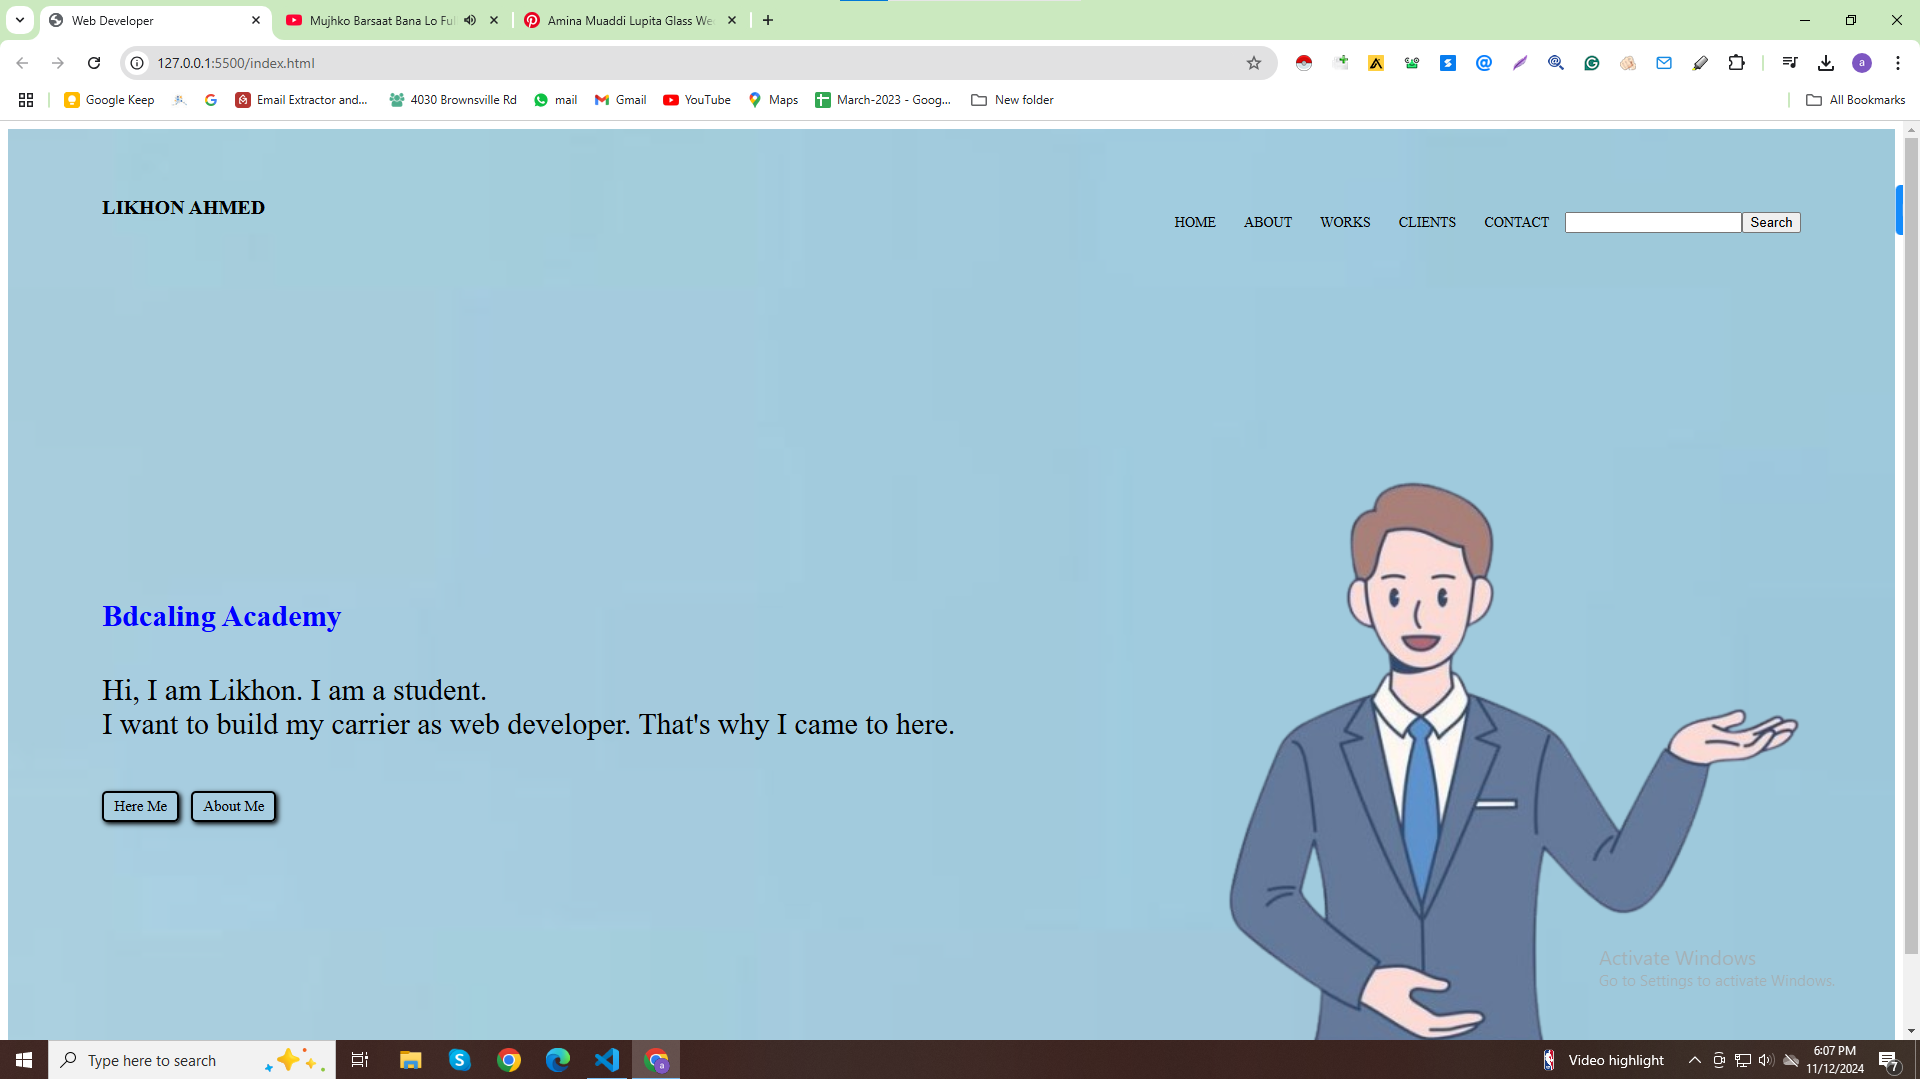 Web Developer
Mujhko Barsaat Bana Lo Ful
Amina Muaddi Lupita Glass We
127.0.0.1:5500/index.html
Google Keep
Email Extractor and...
4030 Brownsville Rd
mail
Gmail
YouTube
Maps
March-2023 - Goog...
New folder
All Bookmarks
LIKHON AHMED
HOME
ABOUT
WORKS
CLIENTS
CONTACT
Search
Bdcaling Academy
Hi, I am Likhon. I am a student.
I want to build my carrier as web developer. That's why I came to here.
Here Me
About Me
Activate Windows
Go to Settings to activate Windows.
Type here to search
Video highlight
6:07 PM
11/12/2024
7